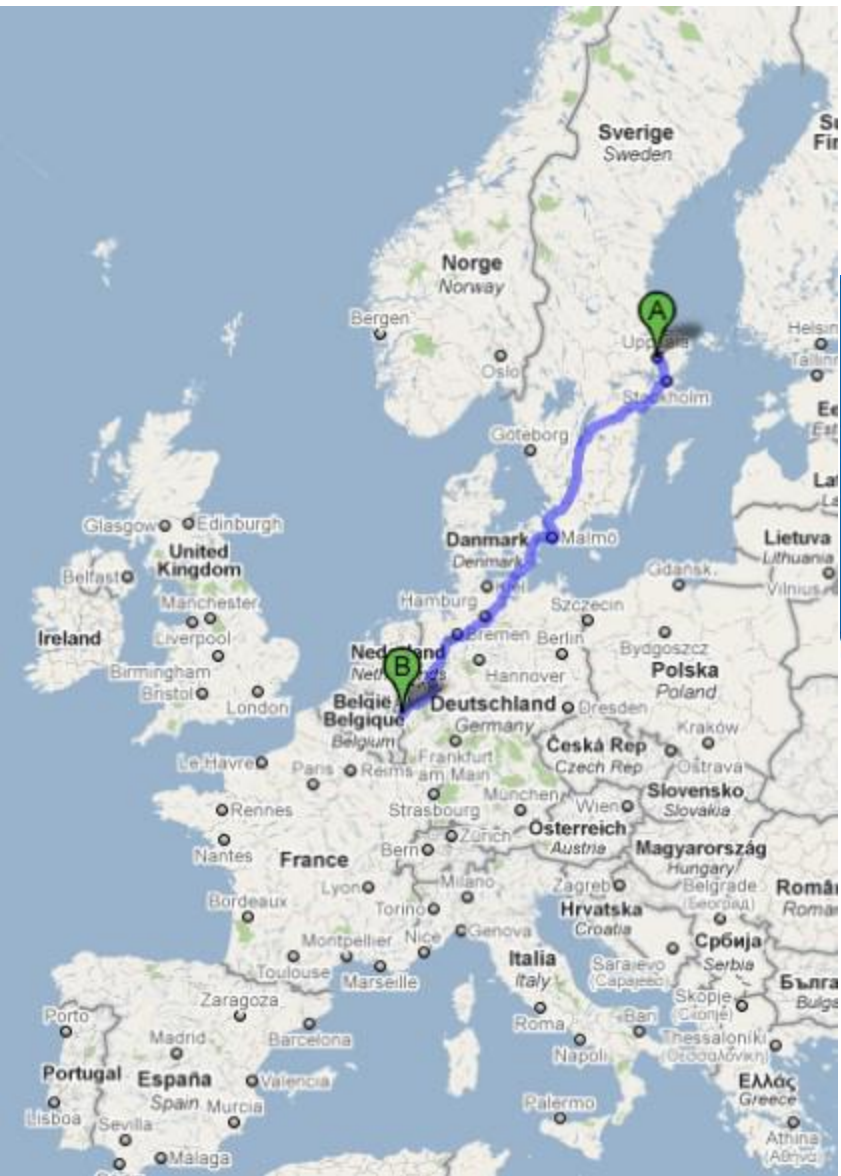 Sverige
Sweden
Norge
Norway
Bergen
Oslo
A
Stockholm
Göteborg
Glasgow
Edinburgh
Danmark
Denmark
Malmö
Lietuva
Lithuania
Vilnius
United
Kingdom
Belfast
Gdańsk
Manchester
Hamburg
Szczecin
Ireland
Liverpool
Bremen
Berlin
Bydgoszcz
Birmingham
B
Hannover
Polska
Poland
Bristol
London
België
Belgique
Belgium
Deutschland
Germany
Dresden
Kraków
Le Havre
Paris
Reims
Frankfurt
am Main
Česká Rep
Czech Rep
Ostrava
Rennes
Strasbourg
München
Wien
Slovensko
Slovakia
Nantes
Bern
Zürich
Österreich
Austria
Magyarország
Hungary
France
Lyon
Milano
Zagreb
Belgrade
(Београд)
Bordeaux
Torino
Hrvatska
Croatia
Montpellier
Nice
Genova
Србија
Serbia
Toulouse
Marseille
Italia
Italy
Sarajevo
(Сарајево)
Zaragoza
Skopje
(Скопје)
Porto
Barcelona
Roma
Bari
Madrid
Napoli
Thessaloniki
(Θεσσαλονίκη)
Portugal
España
Spain
Valencia
Ελλάς
Greece
Lisboa
Murcia
Palermo
Sevilla
Málaga
Athina
(Αθήνα)